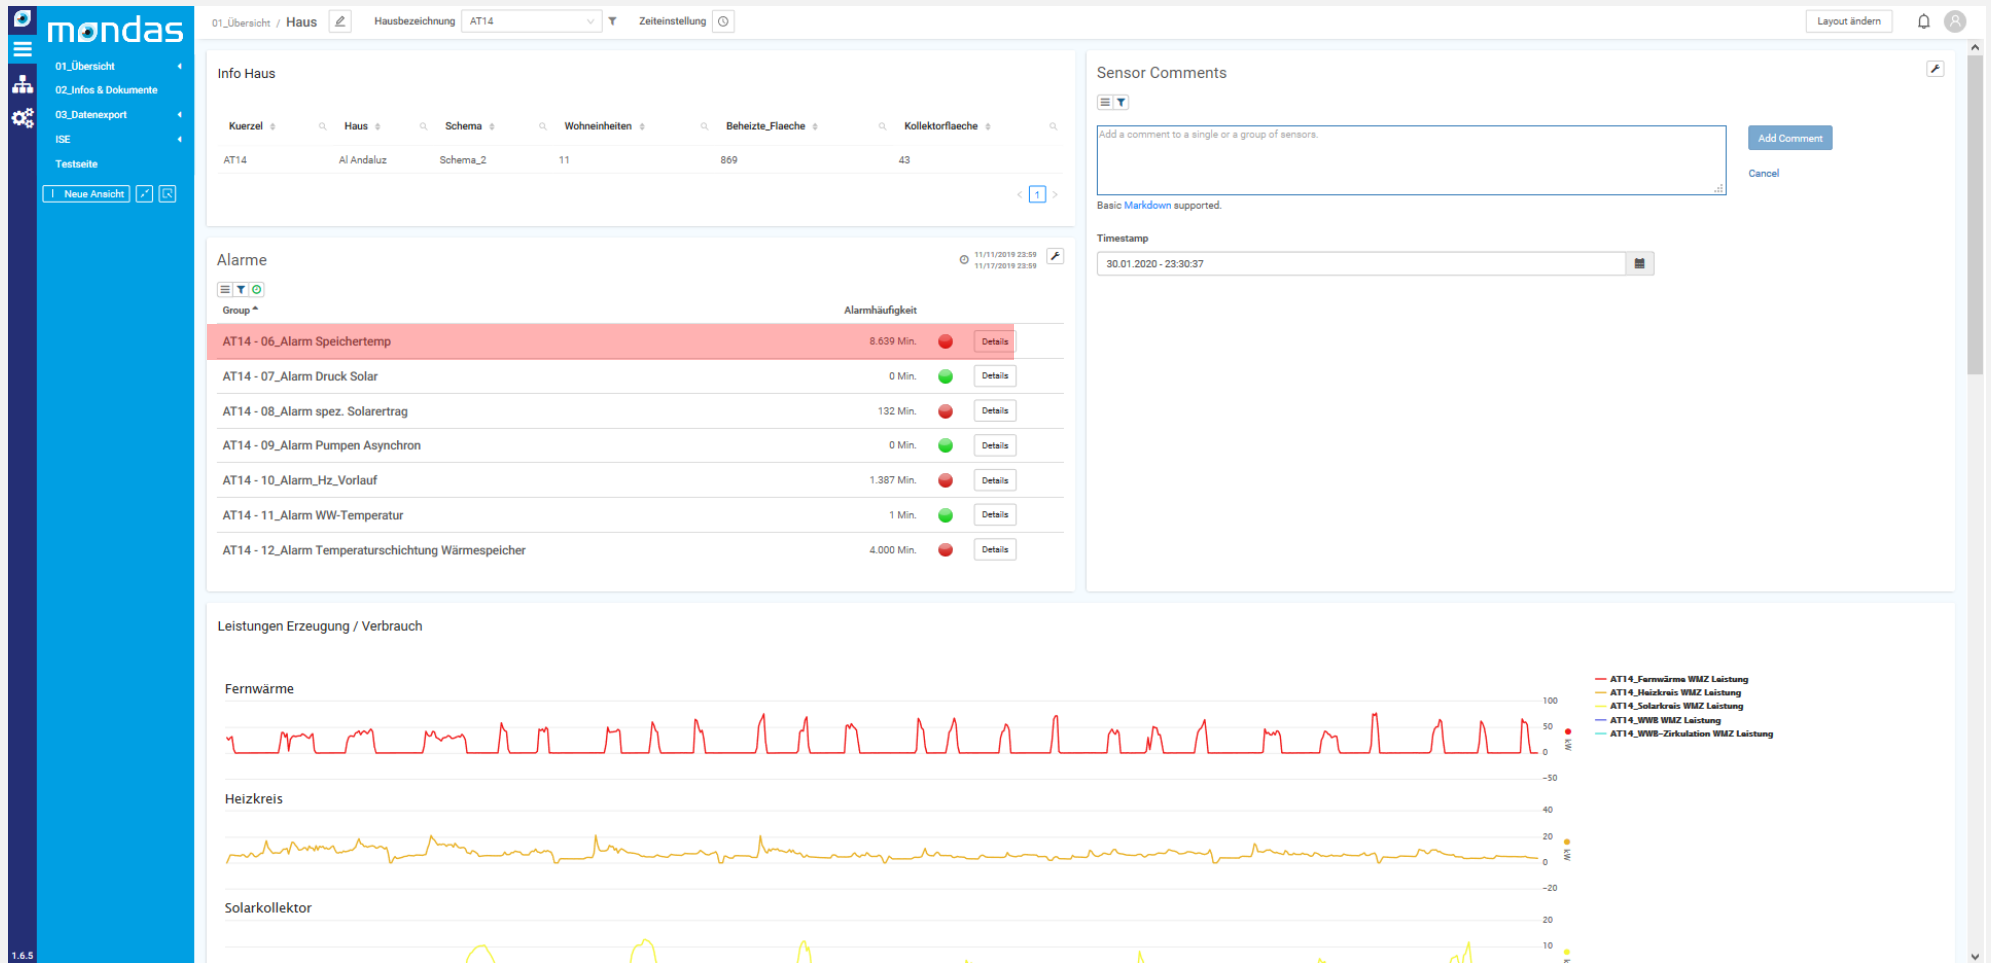 mondas
01_Übersicht / Haus
Hausbezeichnung AT14
Zeiteinstellung
Layout ändern
01_Übersicht
02_Infos & Dokumente
03_Datenexport
ISE
Testseite
Neue Ansicht
1.6.5
Info Haus
Kuerzel Haus Schema Wohneinheiten Beheizte_Flaeche Kollektorflaeche
AT14 Al Andaluz Schema_2 11 869 43
< 1 >
Sensor Comments
Add a comment to a single or a group of sensors.
Add Comment
Cancel
Basic Markdown supported.
Timestamp
30.01.2020 - 23:30:37
Alarme
11/11/2019 23:59
11/17/2019 23:59
Group Alarmhäufigkeit
AT14 - 06_Alarm Speichertemp 8.639 Min. Details
AT14 - 07_Alarm Druck Solar 0 Min. Details
AT14 - 08_Alarm spez. Solarertrag 132 Min. Details
AT14 - 09_Alarm Pumpen Asynchron 0 Min. Details
AT14 - 10_Alarm_Hz_Vorlauf 1.387 Min. Details
AT14 - 11_Alarm WW-Temperatur 1 Min. Details
AT14 - 12_Alarm Temperaturschichtung Wärmespeicher 4.000 Min. Details
Leistungen Erzeugung / Verbrauch
Fernwärme
100
50
0
-50
kW
AT14_Fernwärme WMZ Leistung
AT14_Heizkreis WMZ Leistung
AT14_Solarkreis WMZ Leistung
AT14_WWB WMZ Leistung
AT14_WWB-Zirkulation WMZ Leistung
Heizkreis
40
20
0
-20
kW
Solarkollektor
20
10